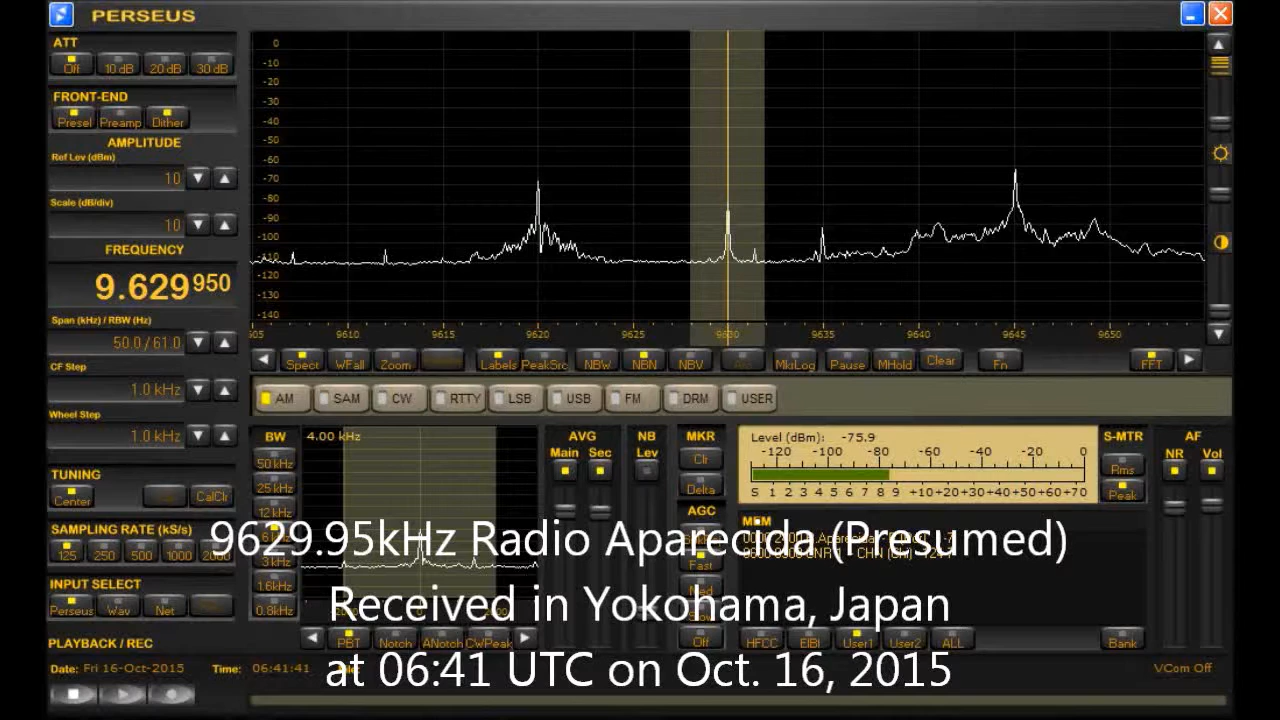 PERSEUS
ATT
Off 10 dB 20 dB 30 dB
FRONT-END
Presel Preamp Dither
AMPLITUDE
Ref Lev (dBm)
10
Scale (dB/div)
10
FREQUENCY
9.629950
Span (kHz) / RBW (Hz)
50.0/61.0
CF Step
1.0 kHz
Wheel Step
1.0 kHz
TUNING
Center CalClr
SAMPLING RATE (kS/s)
125 250 500 1000 2000
INPUT SELECT
Perseus Wav Net
PLAYBACK / REC
Date: Fri 16-Oct-2015 Time: 06:41:41
0
-10
-20
-30
-40
-50
-60
-70
-80
-90
-100
-110
-120
-130
-140
9610 9615 9620 9625 9630 9635 9640 9645 9650
Spect WFall Zoom Labels PeakSrc NBW NBN NBV MkrLog Pause MHold Clear Fn FFT
AM SAM CW RTTY LSB USB FM DRM USER
BW
50 kHz
25 kHz
12 kHz
3 kHz
1.6kHz
0.8kHz
4.00 kHz
PBT Notch ANotch CWPeak
AVG
Main Sec
NB
Lev
MKR
Clr
Delta
AGC
Fast
Med
Off
Level (dBm): -75.9
-120 -100 -80 -60 -40 -20 0
S 1 2 3 4 5 6 7 8 9 +10+20+30+40+50+60+70
S-MTR
Rms
Peak
AF
NR Vol
MEM
HFCC EIBI User1 User2 ALL Bank
VCom Off
9629.95kHz Radio Aparecida (Presumed)
Received in Yokohama, Japan
at 06:41 UTC on Oct. 16, 2015